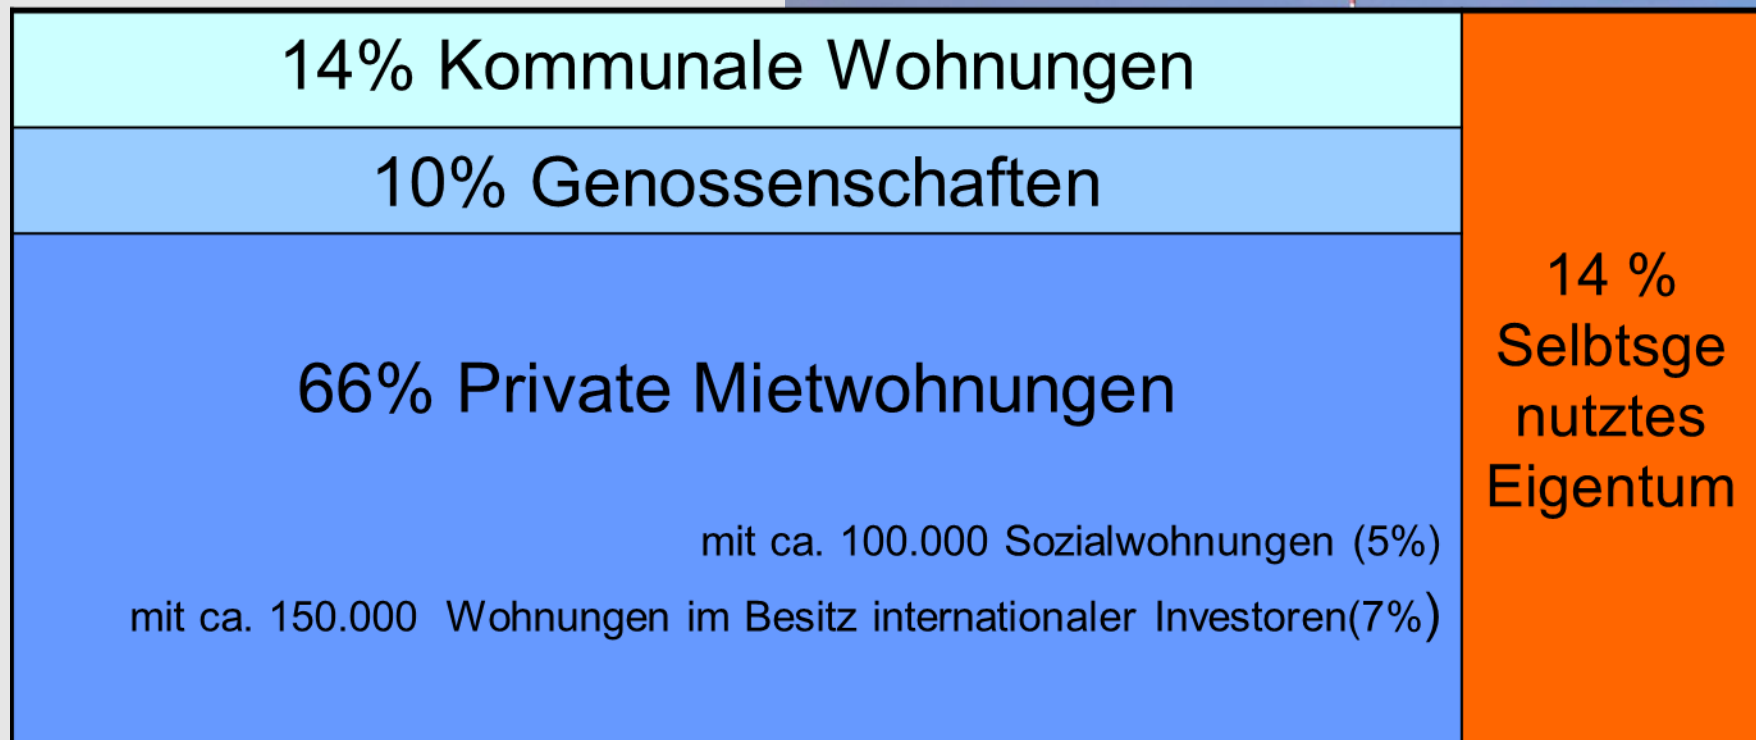 14% Kommunale Wohnungen
10% Genossenschaften
66% Private Mietwohnungen
mit ca. 100.000 Sozialwohnungen (5%)
mit ca. 150.000 Wohnungen im Besitz internationaler Investoren(7%)
14 %
Selbtsge
nutztes
Eigentum